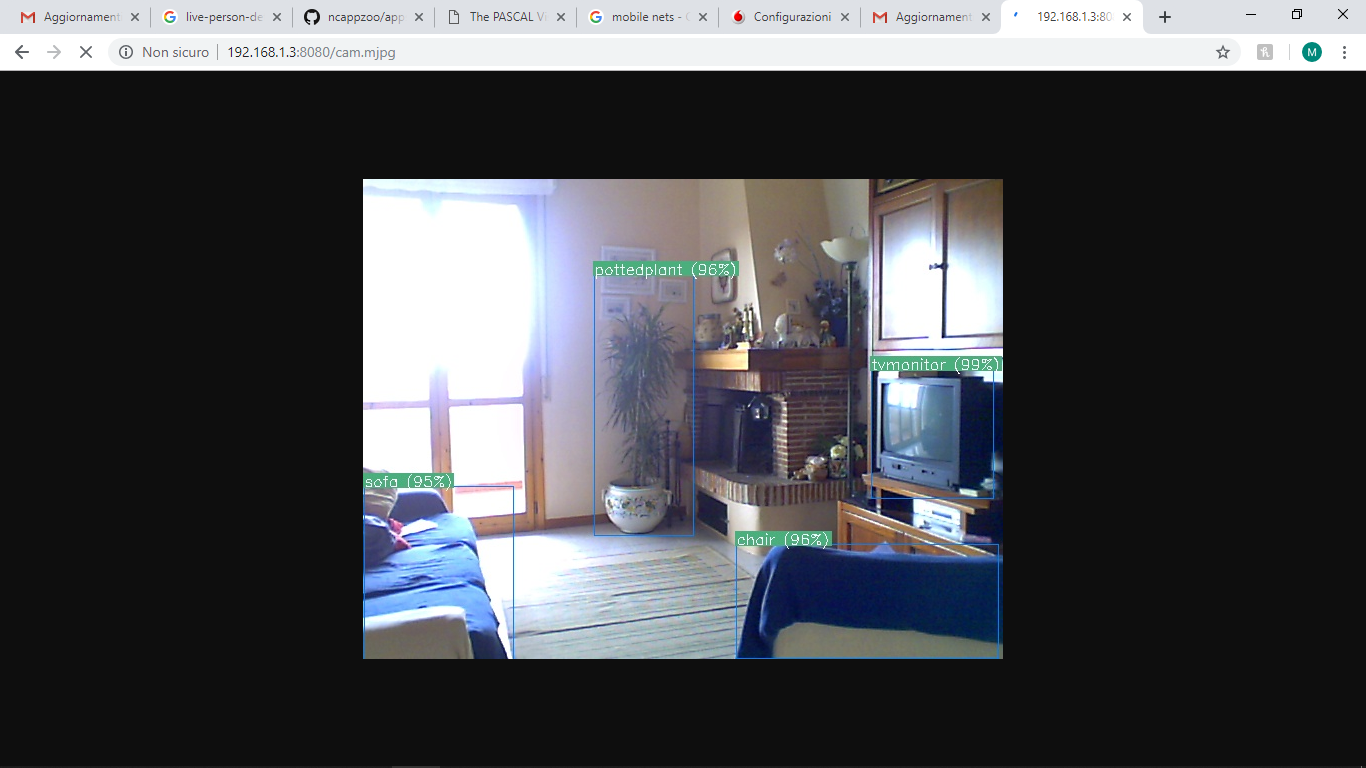 Aggiornament
live-person-de
ncappzoo/app
The PASCAL Vi
mobile nets - G
Configurazioni
Aggiornament
192.168.1.3:80
Non sicuro
192.168.1.3:8080/cam.mjpg
M
pottedplant (96%)
tvmonitor (99%)
sofa (95%)
chair (96%)